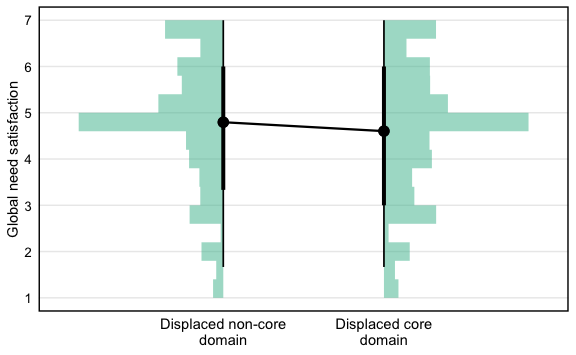 7
6
5
4
3
2
1
Global need satisfaction
Displaced non-core
domain
Displaced core
domain